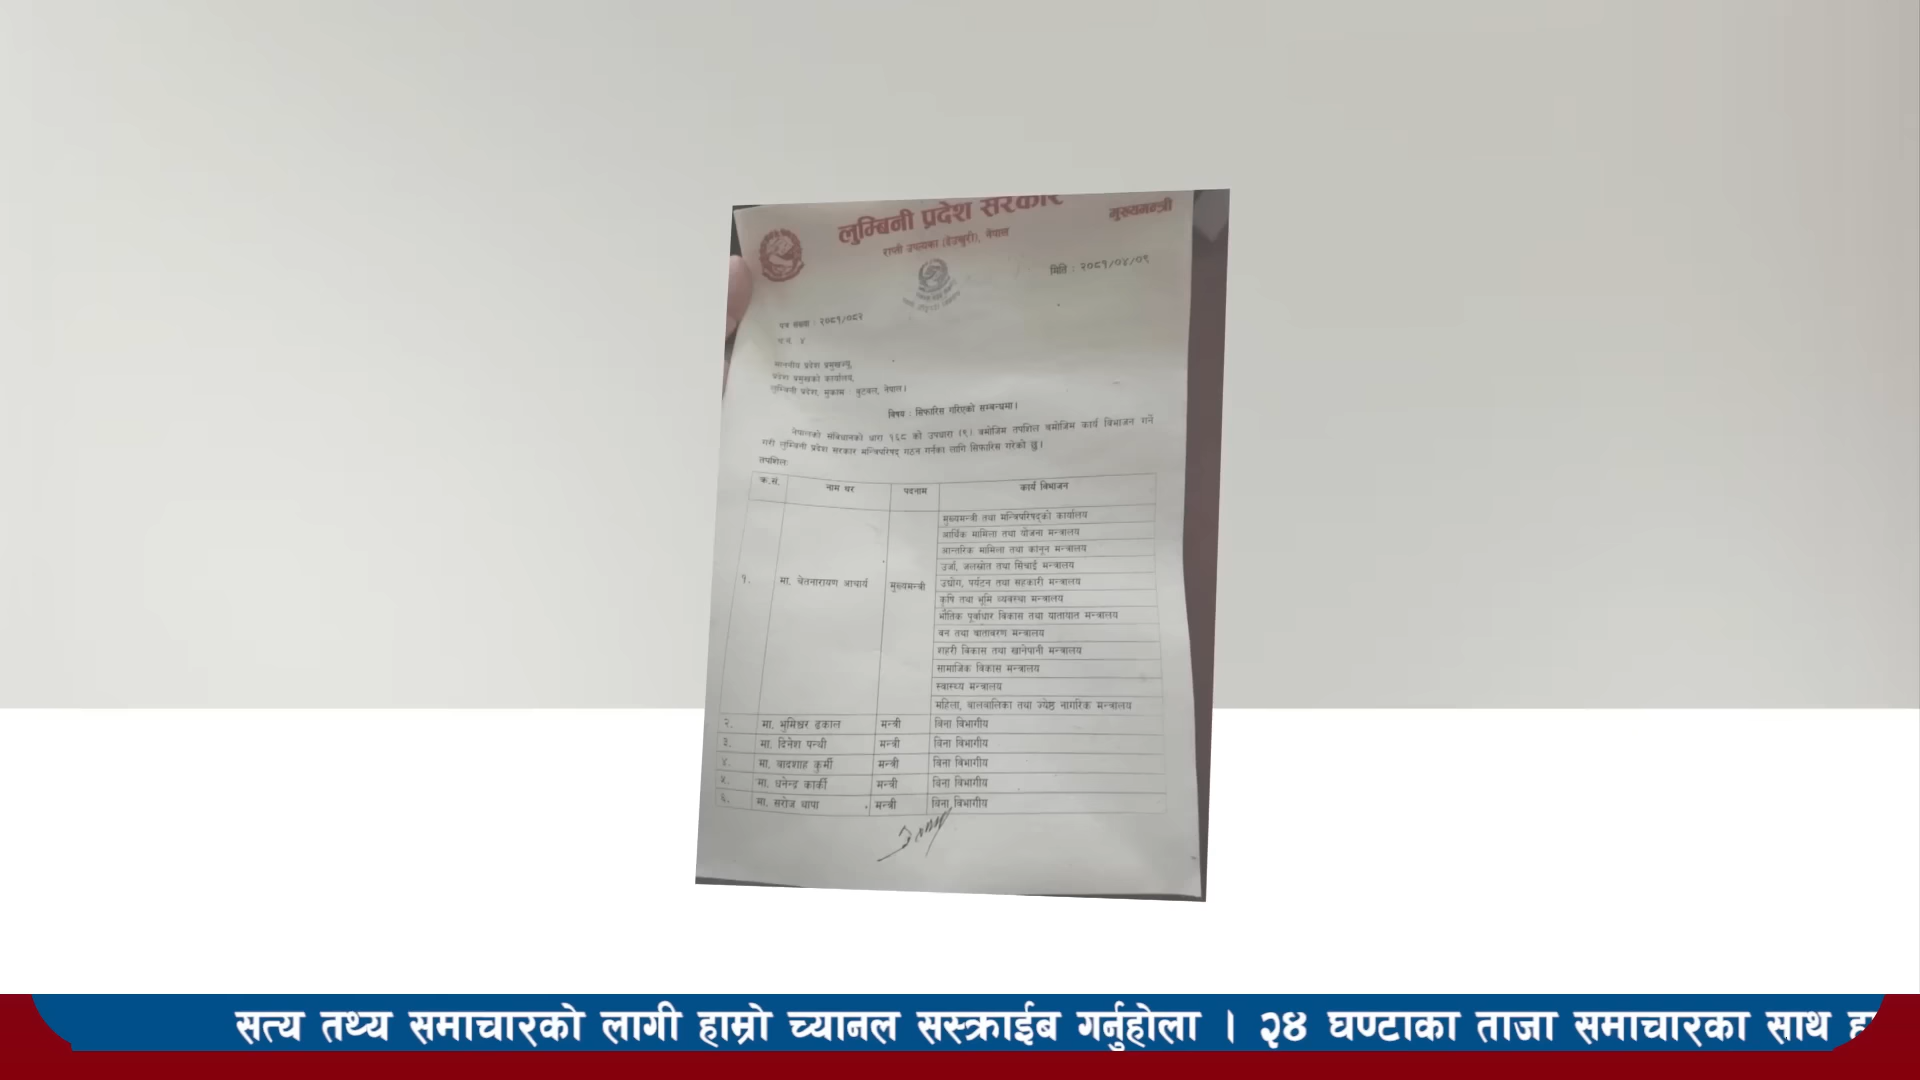 लुम्बिनी प्रदेश सरकार
मुख्यमन्त्री
राप्ती उपत्यका (देउखुरी), नेपाल
मिति : २०८१/०४/०९
पत्र संख्या : २०८१/०८२
च.नं. ४
माननीय प्रदेश प्रमुखज्यू,
प्रदेश प्रमुखको कार्यालय,
लुम्बिनी प्रदेश, मुकाम : बुटवल, नेपाल।
विषय : सिफारिस गरिएको सम्बन्धमा।
नेपालको संविधानको धारा १६८ को उपधारा (९) बमोजिम तपशिल बमोजिम कार्य विभाजन गर्ने
गरी लुम्बिनी प्रदेश सरकार मन्त्रिपरिषद् गठन गर्नका लागि सिफारिस गरेको छु।
तपशिलः
क्र.सं. नाम थर पदनाम कार्य विभाजन
मुख्यमन्त्री तथा मन्त्रिपरिषद्को कार्यालय
आर्थिक मामिला तथा योजना मन्त्रालय
आन्तरिक मामिला तथा कानून मन्त्रालय
उर्जा, जलस्रोत तथा सिंचाई मन्त्रालय
१. मा. चेतनारायण आचार्य मुख्यमन्त्री उद्योग, पर्यटन तथा सहकारी मन्त्रालय
कृषि तथा भूमि व्यवस्था मन्त्रालय
भौतिक पूर्वाधार विकास तथा यातायात मन्त्रालय
वन तथा वातावरण मन्त्रालय
शहरी विकास तथा खानेपानी मन्त्रालय
सामाजिक विकास मन्त्रालय
स्वास्थ्य मन्त्रालय
महिला, बालबालिका तथा ज्येष्ठ नागरिक मन्त्रालय
२. मा. भुमिश्वर ढकाल मन्त्री बिना विभागीय
३. मा. दिनेश पन्थी मन्त्री बिना विभागीय
४. मा. बादशाह कुर्मी मन्त्री बिना विभागीय
५. मा. धनेन्द्र कार्की मन्त्री बिना विभागीय
६. मा. सरोज थापा मन्त्री बिना विभागीय
सत्य तथ्य समाचारको लागी हाम्रो च्यानल सस्क्राईब गर्नुहोला । २४ घण्टाका ताजा समाचारका साथ